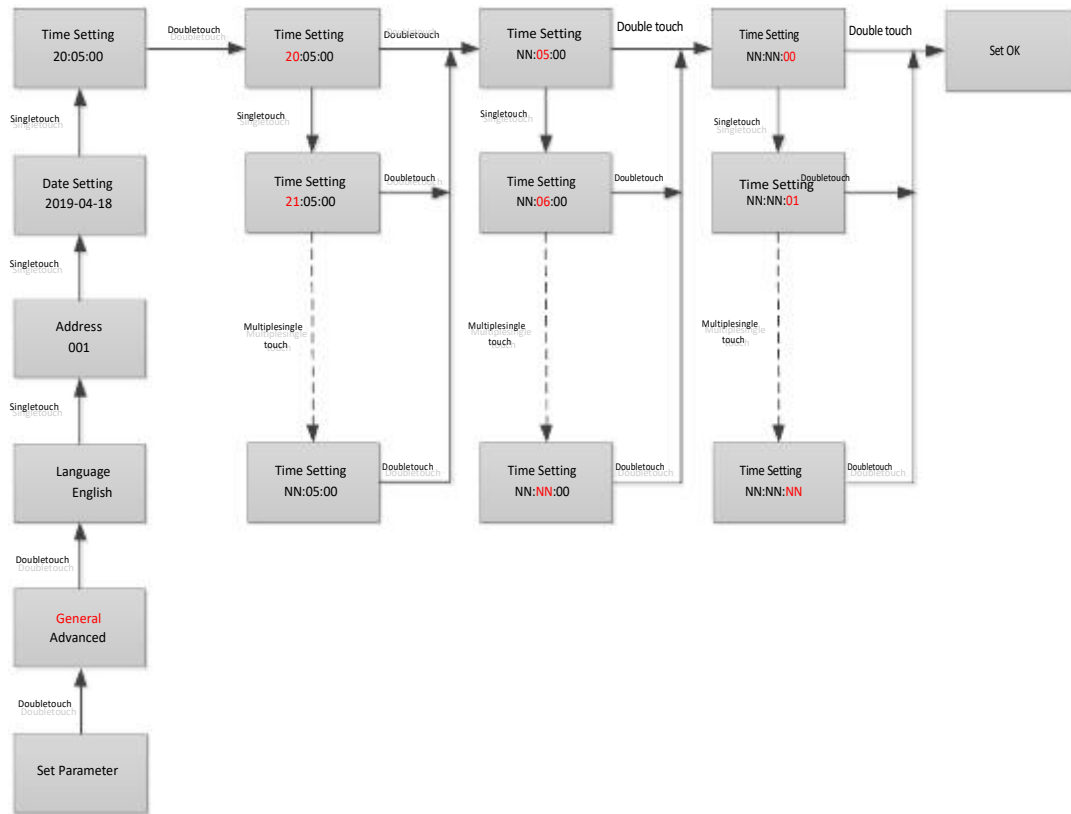 Time Setting
20:05:00
Doubletouch
Time Setting
20:05:00
Doubletouch
Time Setting
NN:05:00
Double touch
Time Setting
NN:NN:00
Double touch
Set OK
Singletouch
Singletouch
Singletouch
Singletouch
Date Setting
2019-04-18
Time Setting
21:05:00
Doubletouch
Time Setting
NN:06:00
Doubletouch
Time Setting
NN:NN:01
Doubletouch
Singletouch
Address
001
Multiplesingle
touch
Multiplesingle
touch
Multiplesingle
touch
Singletouch
Language
English
Time Setting
NN:05:00
Doubletouch
Time Setting
NN:NN:00
Doubletouch
Time Setting
NN:NN:NN
Doubletouch
Doubletouch
General
Advanced
Doubletouch
Set Parameter